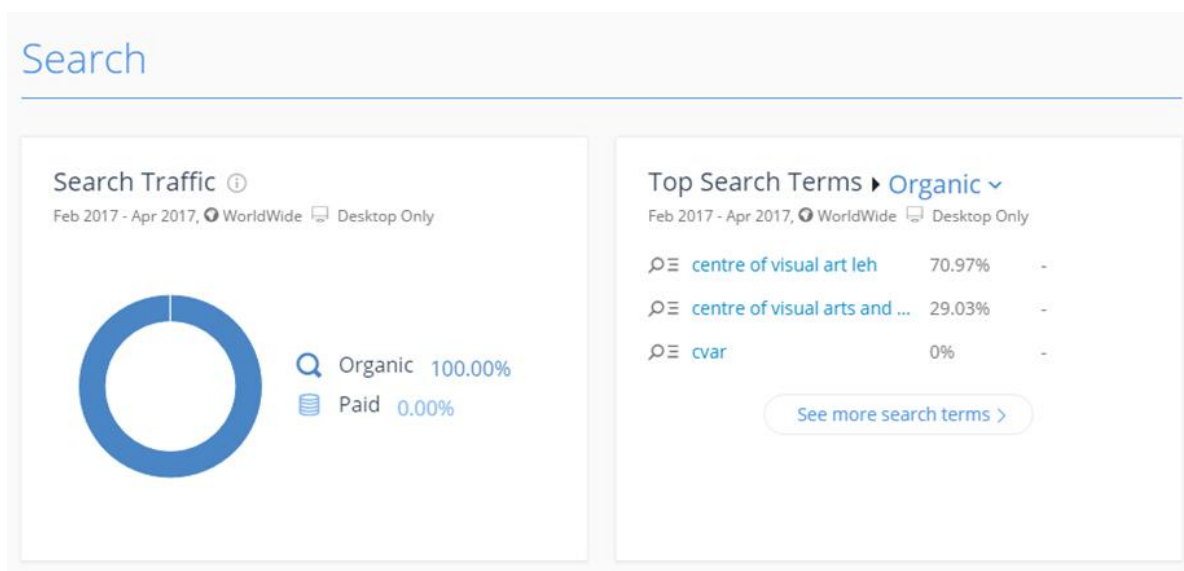 Search
Search Traffic
Feb 2017 - Apr 2017, WorldWide Desktop Only
Organic 100.00%
Paid 0.00%
Top Search Terms Organic
Feb 2017 - Apr 2017, WorldWide Desktop Only
centre of visual art leh 70.97% -
centre of visual arts and ... 29.03% -
cvar 0% -
See more search terms >